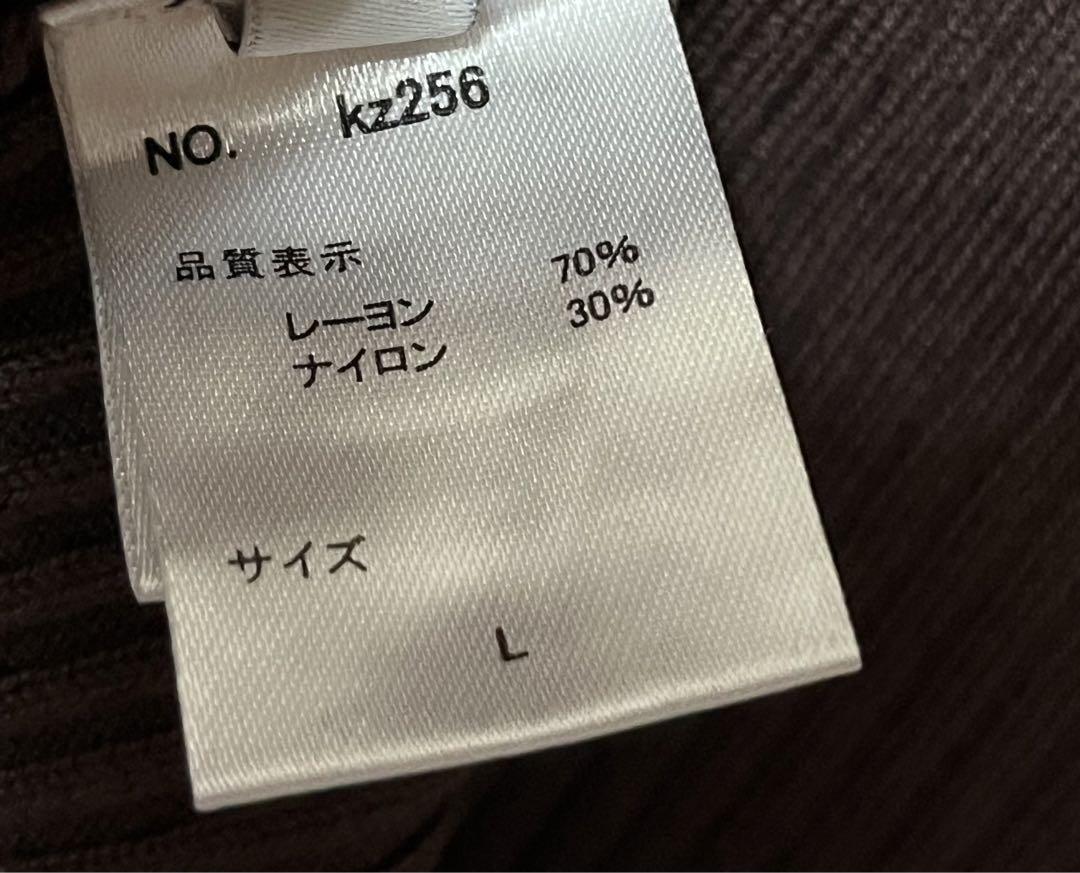 NO. kz256
品質表示
レーヨン 70%
ナイロン 30%
サイズ
L